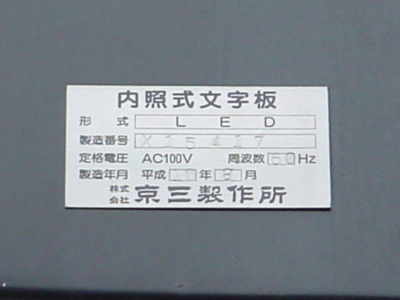 内照式文字板
形式 LED
製造番号 X15417
定格電圧 AC100V 周波数 60 Hz
製造年月 平成 年 9 月
株式会社 京三製作所